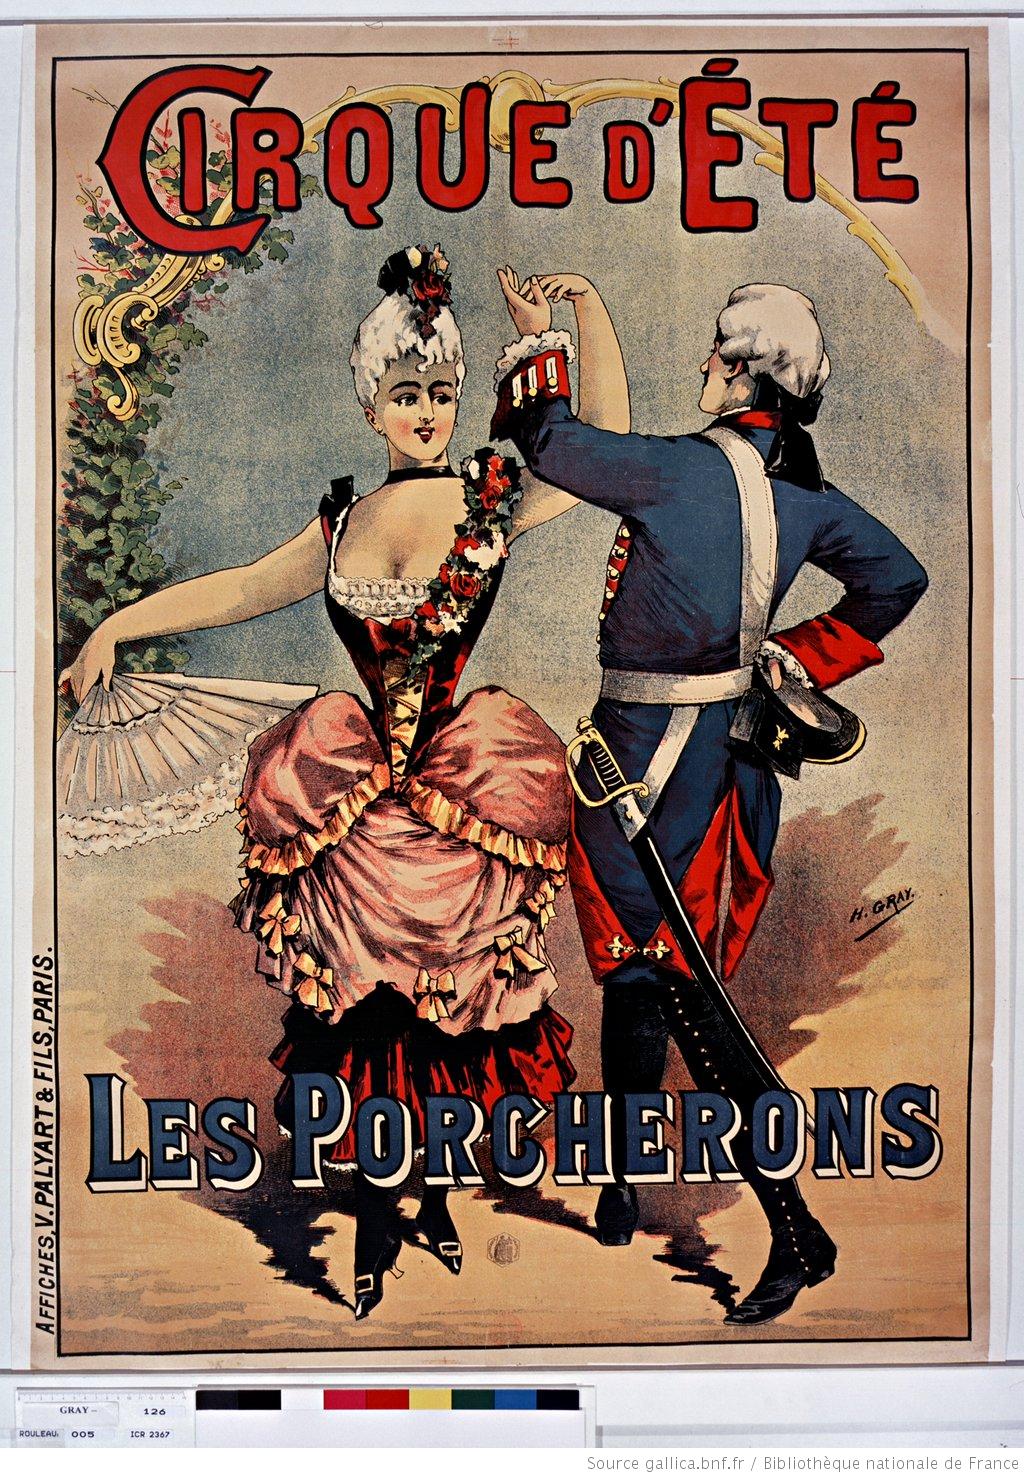 CIRQUE D'ÉTÉ
H. GRAY.
AFFICHES, V. PALYART & FILS, PARIS.
LES PORCHERONS
GRAY –
126
ROULEAU: 005
ICR 2367
Source gallica.bnf.fr / Bibliothèque nationale de France